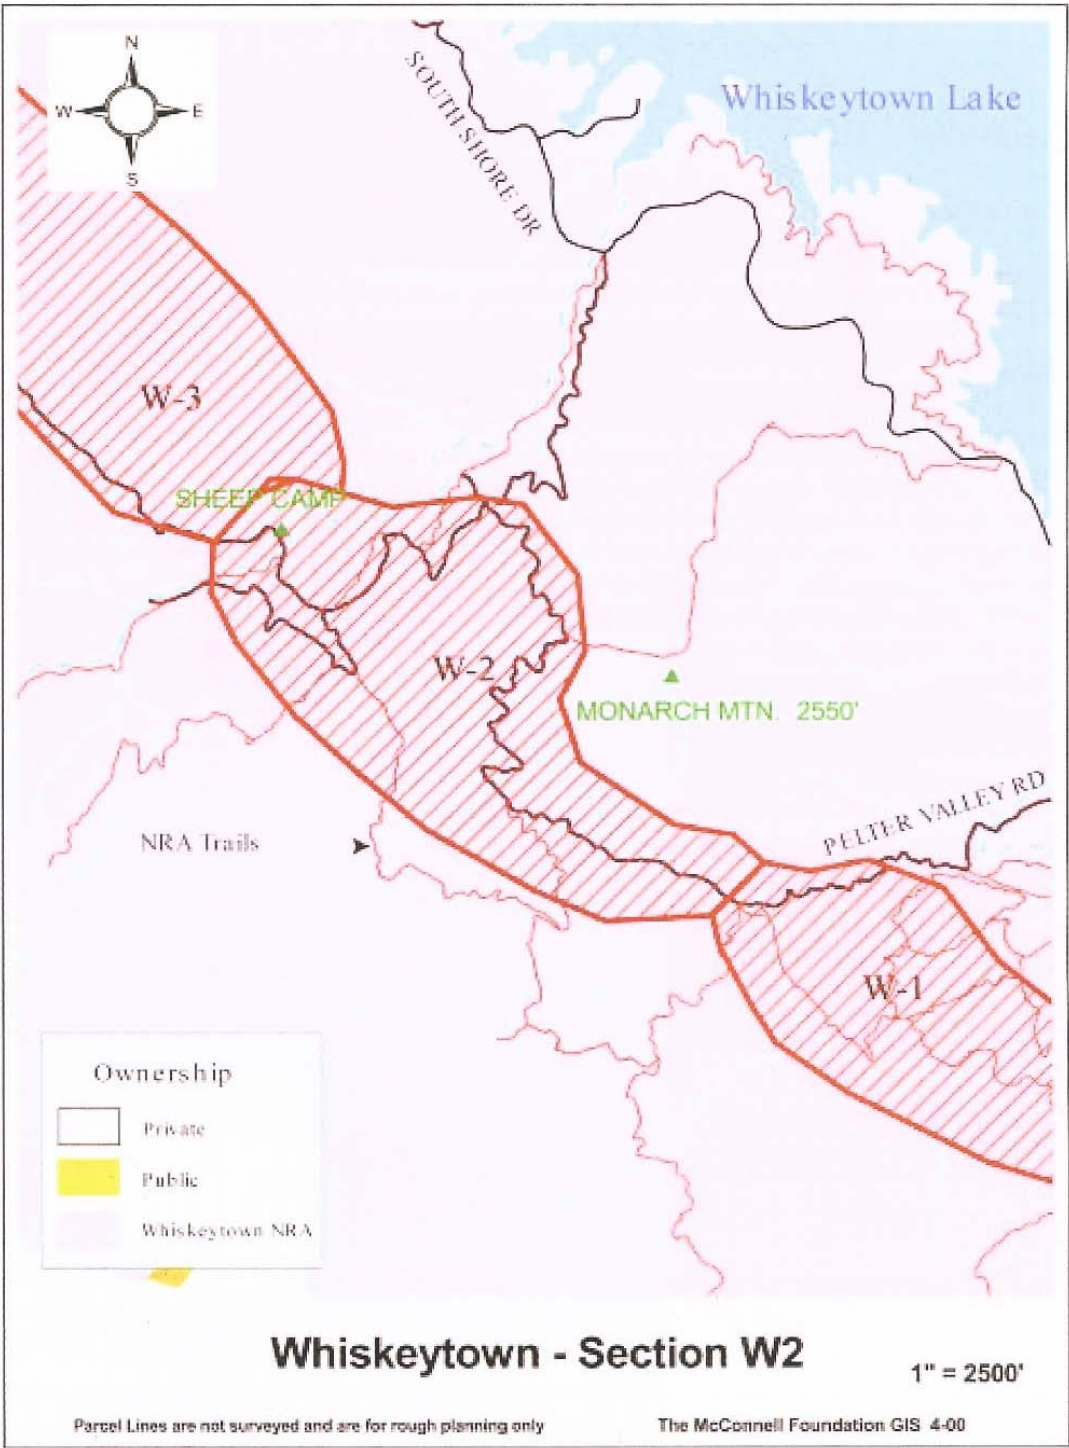 N
W E
S
SOUTH SHORE DR
Whiskeytown Lake
W-3
SHEEP CAMP
W-2
MONARCH MTN. 2550'
PELTER VALLEY RD
NRA Trails
W-1
Ownership
Private
Public
Whiskeytown NRA
Whiskeytown - Section W2
1" = 2500'
Parcel Lines are not surveyed and are for rough planning only
The McConnell Foundation GIS 4-00